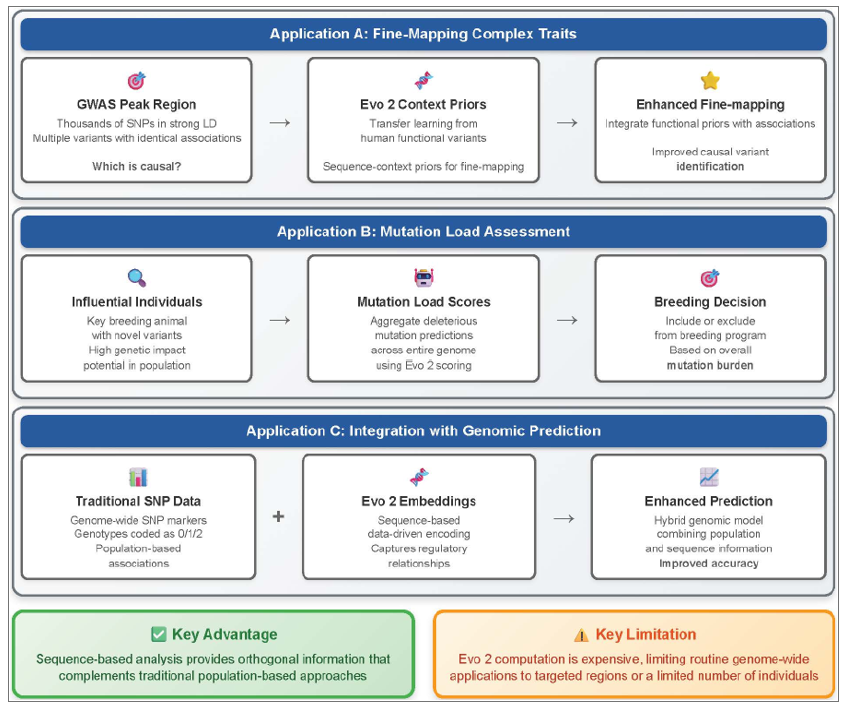 Application A: Fine-Mapping Complex Traits
GWAS Peak Region
Thousands of SNPs in strong LD
Multiple variants with identical associations
Which is causal?
→
Evo 2 Context Priors
Transfer learning from
human functional variants
Sequence-context priors for fine-mapping
→
Enhanced Fine-mapping
Integrate functional priors with associations
Improved causal variant
identification
Application B: Mutation Load Assessment
Influential Individuals
Key breeding animal
with novel variants
High genetic impact
potential in population
→
Mutation Load Scores
Aggregate deleterious
mutation predictions
across entire genome
using Evo 2 scoring
→
Breeding Decision
Include or exclude
from breeding program
Based on overall
mutation burden
Application C: Integration with Genomic Prediction
Traditional SNP Data
Genome-wide SNP markers
Genotypes coded as 0/1/2
Population-based
associations
+
Evo 2 Embeddings
Sequence-based
data-driven encoding
Captures regulatory
relationships
→
Enhanced Prediction
Hybrid genomic model
combining population
and sequence information
Improved accuracy
Key Advantage
Sequence-based analysis provides orthogonal information that
complements traditional population-based approaches
Key Limitation
Evo 2 computation is expensive, limiting routine genome-wide
applications to targeted regions or a limited number of individuals